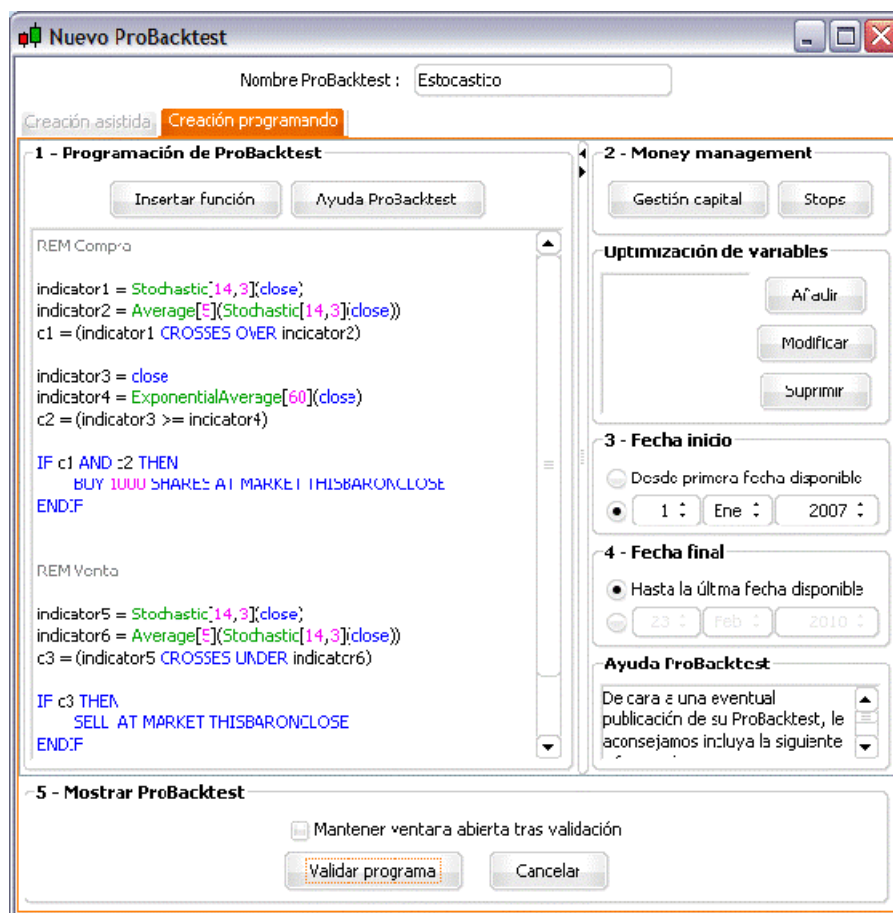 Nuevo ProBacktest
Nombre ProBacktest : Estocastico
Creación asistida
Creación programando
1 - Programación de ProBacktest
Insertar función
Ayuda ProBacktest
REM Compra
indicator1 = Stochastic[14,3](close)
indicator2 = Average[5](Stochastic[14,3](close))
c1 = (indicator1 CROSSES OVER indicator2)
indicator3 = close
indicator4 = ExponentialAverage[60](close)
c2 = (indicator3 >= indicator4)
IF c1 AND c2 THEN
BUY 1000 SHARES AT MARKET THISBARONCLOSE
ENDIF
REM Venta
indicator5 = Stochastic[14,3](close)
indicator6 = Average[5](Stochastic[14,3](close))
c3 = (indicator5 CROSSES UNDER indicator6)
IF c3 THEN
SELL AT MARKET THISBARONCLOSE
ENDIF
2 - Money management
Gestión capital
Stops
Optimización de variables
Añadir
Modificar
Suprimir
3 - Fecha inicio
Desde primera fecha disponible
1 Ene 2007
4 - Fecha final
Hasta la última fecha disponible
23 Feb 2010
Ayuda ProBacktest
De cara a una eventual
publicación de su ProBacktest, le
aconsejamos incluya la siguiente
5 - Mostrar ProBacktest
Mantener ventana abierta tras validación
Validar programa
Cancelar